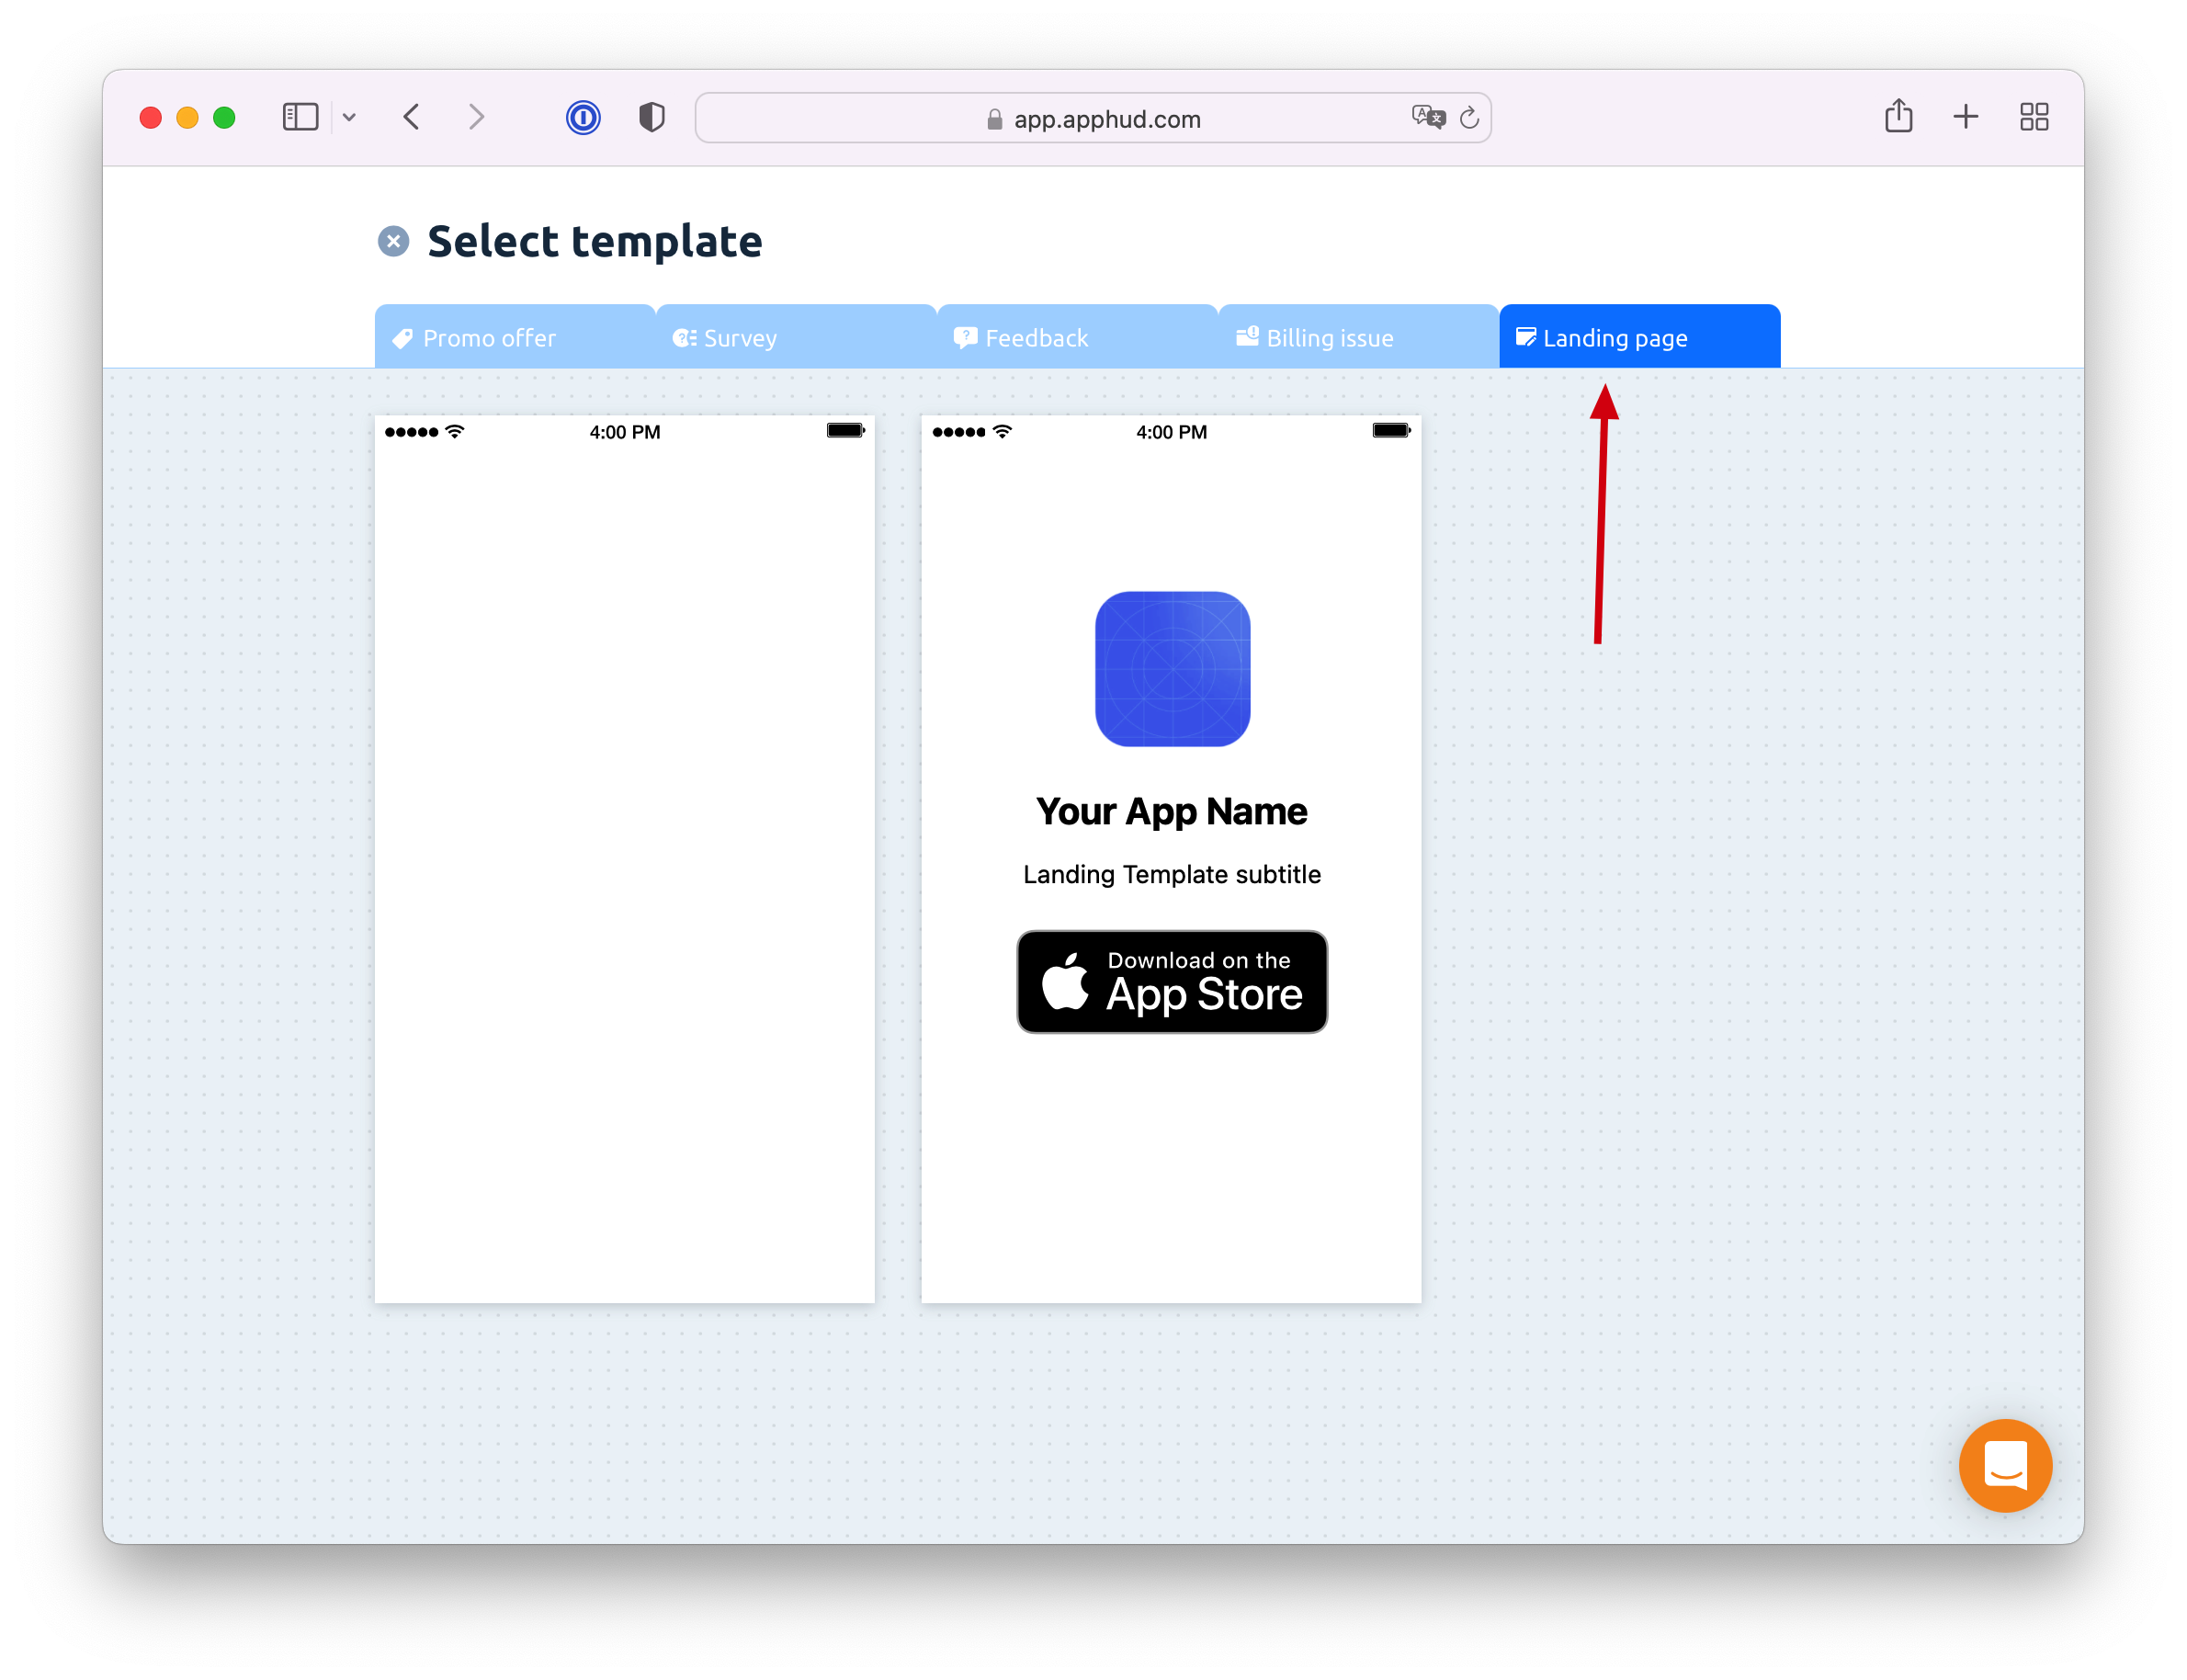 app.apphud.com
Select template
Promo offer
Survey
Feedback
Billing issue
Landing page
4:00 PM
4:00 PM
Your App Name
Landing Template subtitle
Download on the
App Store